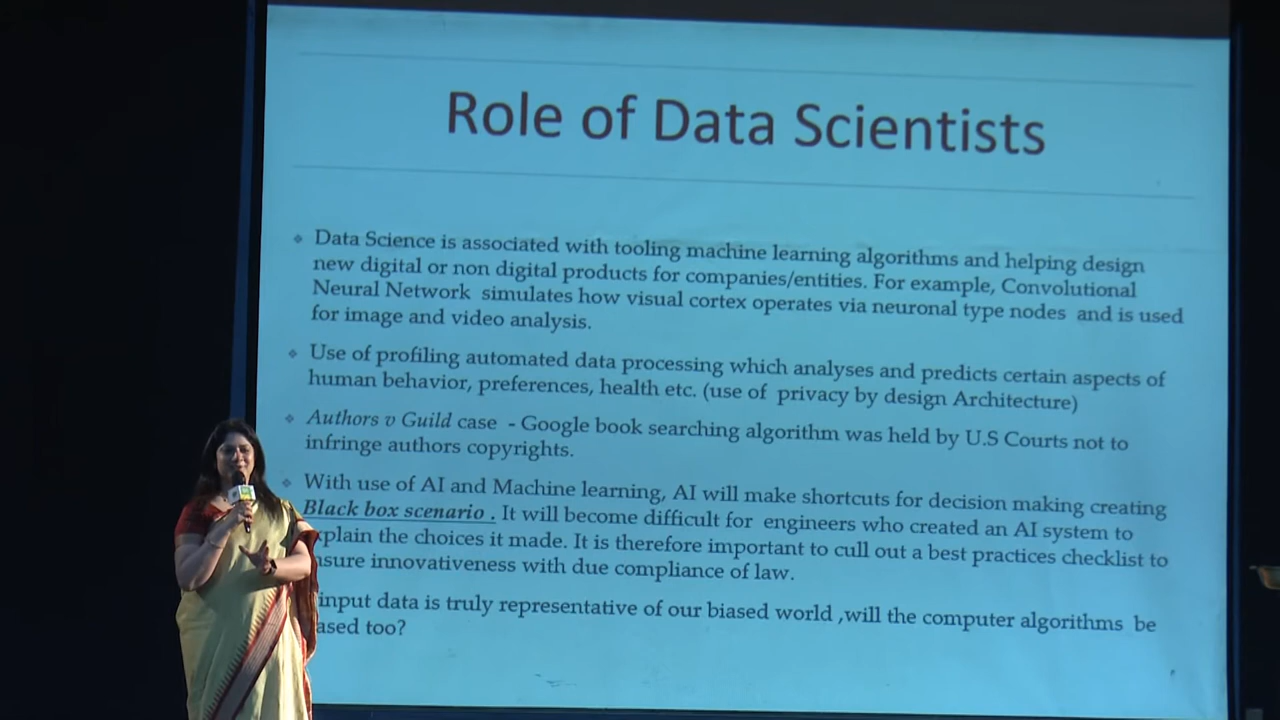 Role of Data Scientists
Data Science is associated with tooling machine learning algorithms and helping design
new digital or non digital products for companies/entities. For example, Convolutional
Neural Network simulates how visual cortex operates via neuronal type nodes and is used
for image and video analysis.
Use of profiling automated data processing which analyses and predicts certain aspects of
human behavior, preferences, health etc. (use of privacy by design Architecture)
Authors v Guild case - Google book searching algorithm was held by U.S Courts not to
infringe authors copyrights.
With use of AI and Machine learning, AI will make shortcuts for decision making creating
Black box scenario . It will become difficult for engineers who created an AI system to
xplain the choices it made. It is therefore important to cull out a best practices checklist to
nsure innovativeness with due compliance of law.
input data is truly representative of our biased world ,will the computer algorithms be
ased too?